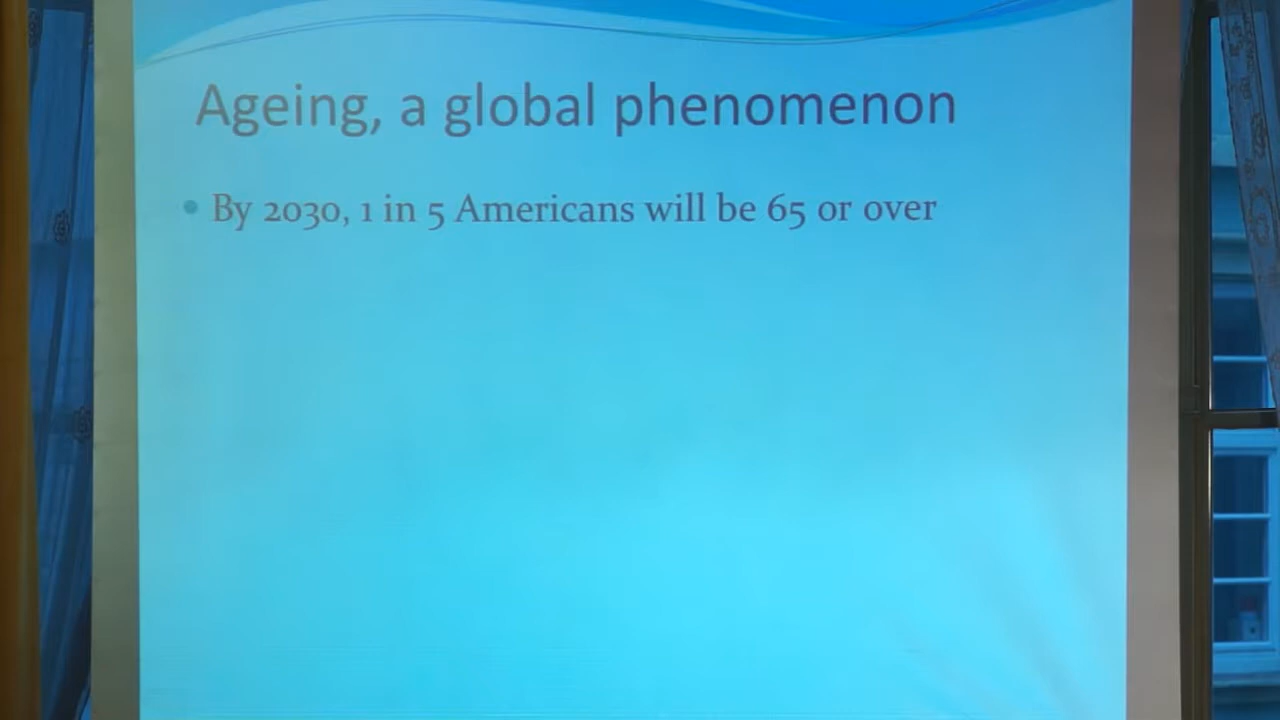 Ageing, a global phenomenon
• By 2030, 1 in 5 Americans will be 65 or over